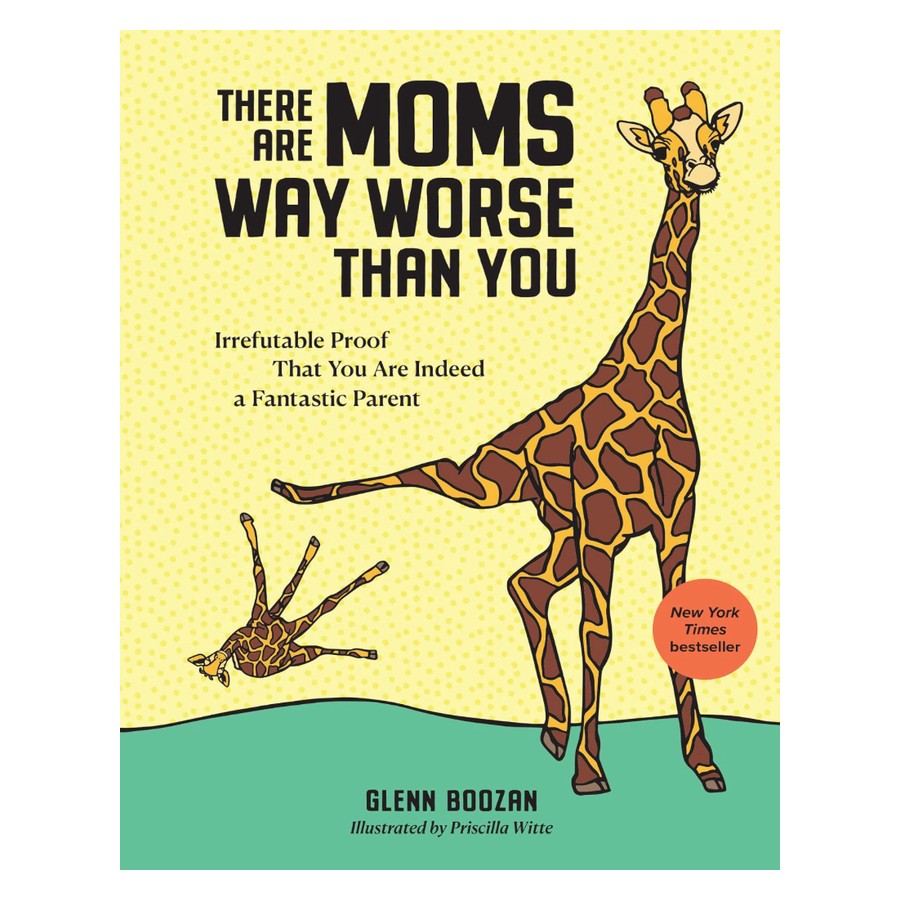 THERE
ARE MOMS
WAY WORSE
THAN YOU
Irrefutable Proof
That You Are Indeed
a Fantastic Parent
New York
Times
bestseller
GLENN BOOZAN
Illustrated by Priscilla Witte